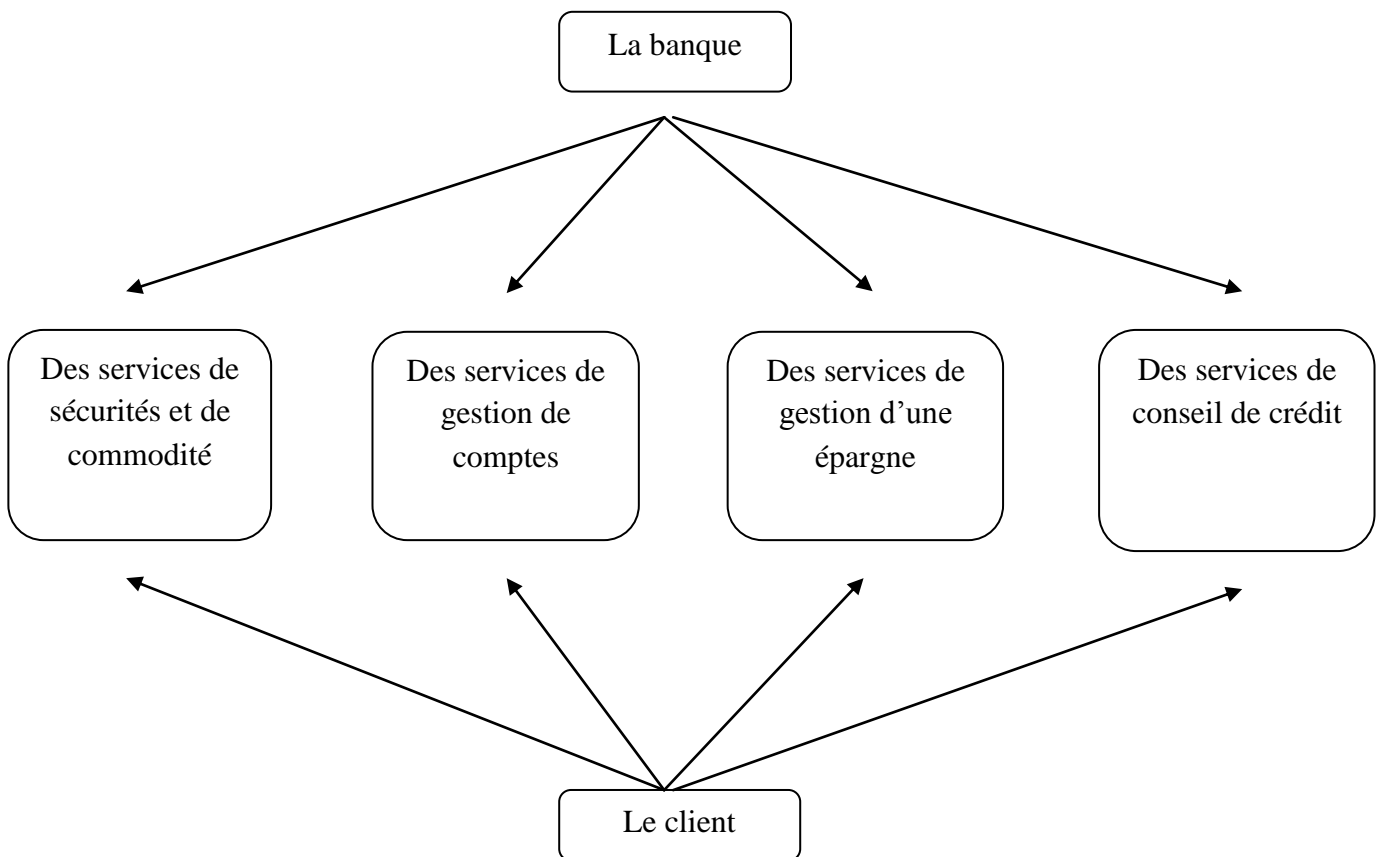 La banque
Des services de
sécurités et de
commodité
Des services de
gestion de
comptes
Des services de
gestion d’une
épargne
Des services de
conseil de crédit
Le client